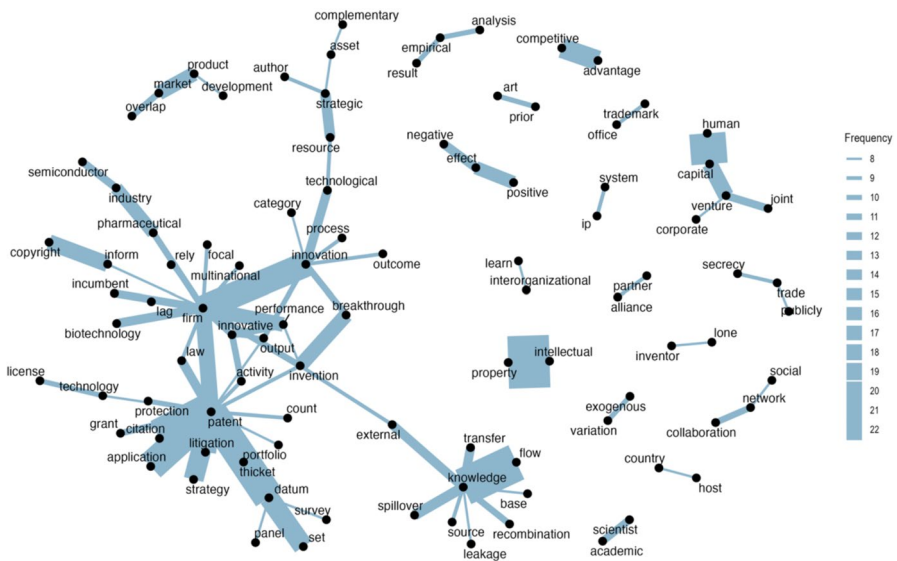 complementary
analysis
asset
empirical
competitive
product
author
result
advantage
market
development
art
overlap
strategic
prior
trademark
office
human
negative
resource
effect
capital
semiconductor
technological
positive
system
industry
category
venture
joint
pharmaceutical
process
ip
corporate
copyright
inform
rely
focal
innovation
outcome
multinational
learn
secrecy
incumbent
interorganizational
partner
trade
lag
firm
performance
breakthrough
alliance
publicly
biotechnology
innovative
output
lone
law
intellectual
inventor
activity
invention
property
license
technology
social
protection
count
exogenous
network
grant
citation
patent
variation
collaboration
external
litigation
portfolio
transfer
application
flow
country
thicket
knowledge
strategy
datum
host
survey
spillover
base
panel
set
source
recombination
scientist
leakage
academic
Frequency
8
9
10
11
12
13
14
15
16
17
18
19
20
21
22